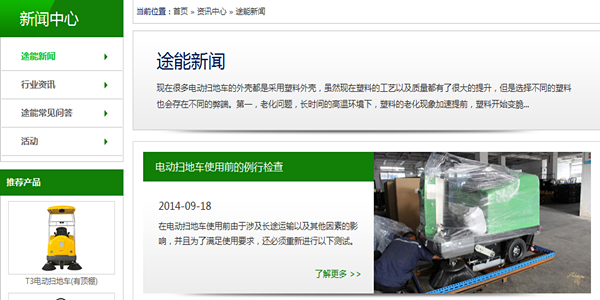 新闻中心
途能新闻
行业资讯
途能常见问答
活动
推荐产品
T3电动扫地车(有顶棚)
当前位置：首页 » 资讯中心 » 途能新闻
途能新闻
现在很多电动扫地车的外壳都是采用塑料外壳，虽然现在塑料的工艺以及质量都有了很大的提升，但是选择不同的塑料
也会存在不同的弊端。第一，老化问题，长时间的高温环境下，塑料的老化现象加速提前，塑料开始变脆...
电动扫地车使用前的例行检查
2014-09-18
在电动扫地车使用前由于涉及长途运输以及其他因素的影
响，并且为了满足使用要求，还必须重新进行以下测试。
了解更多 >>